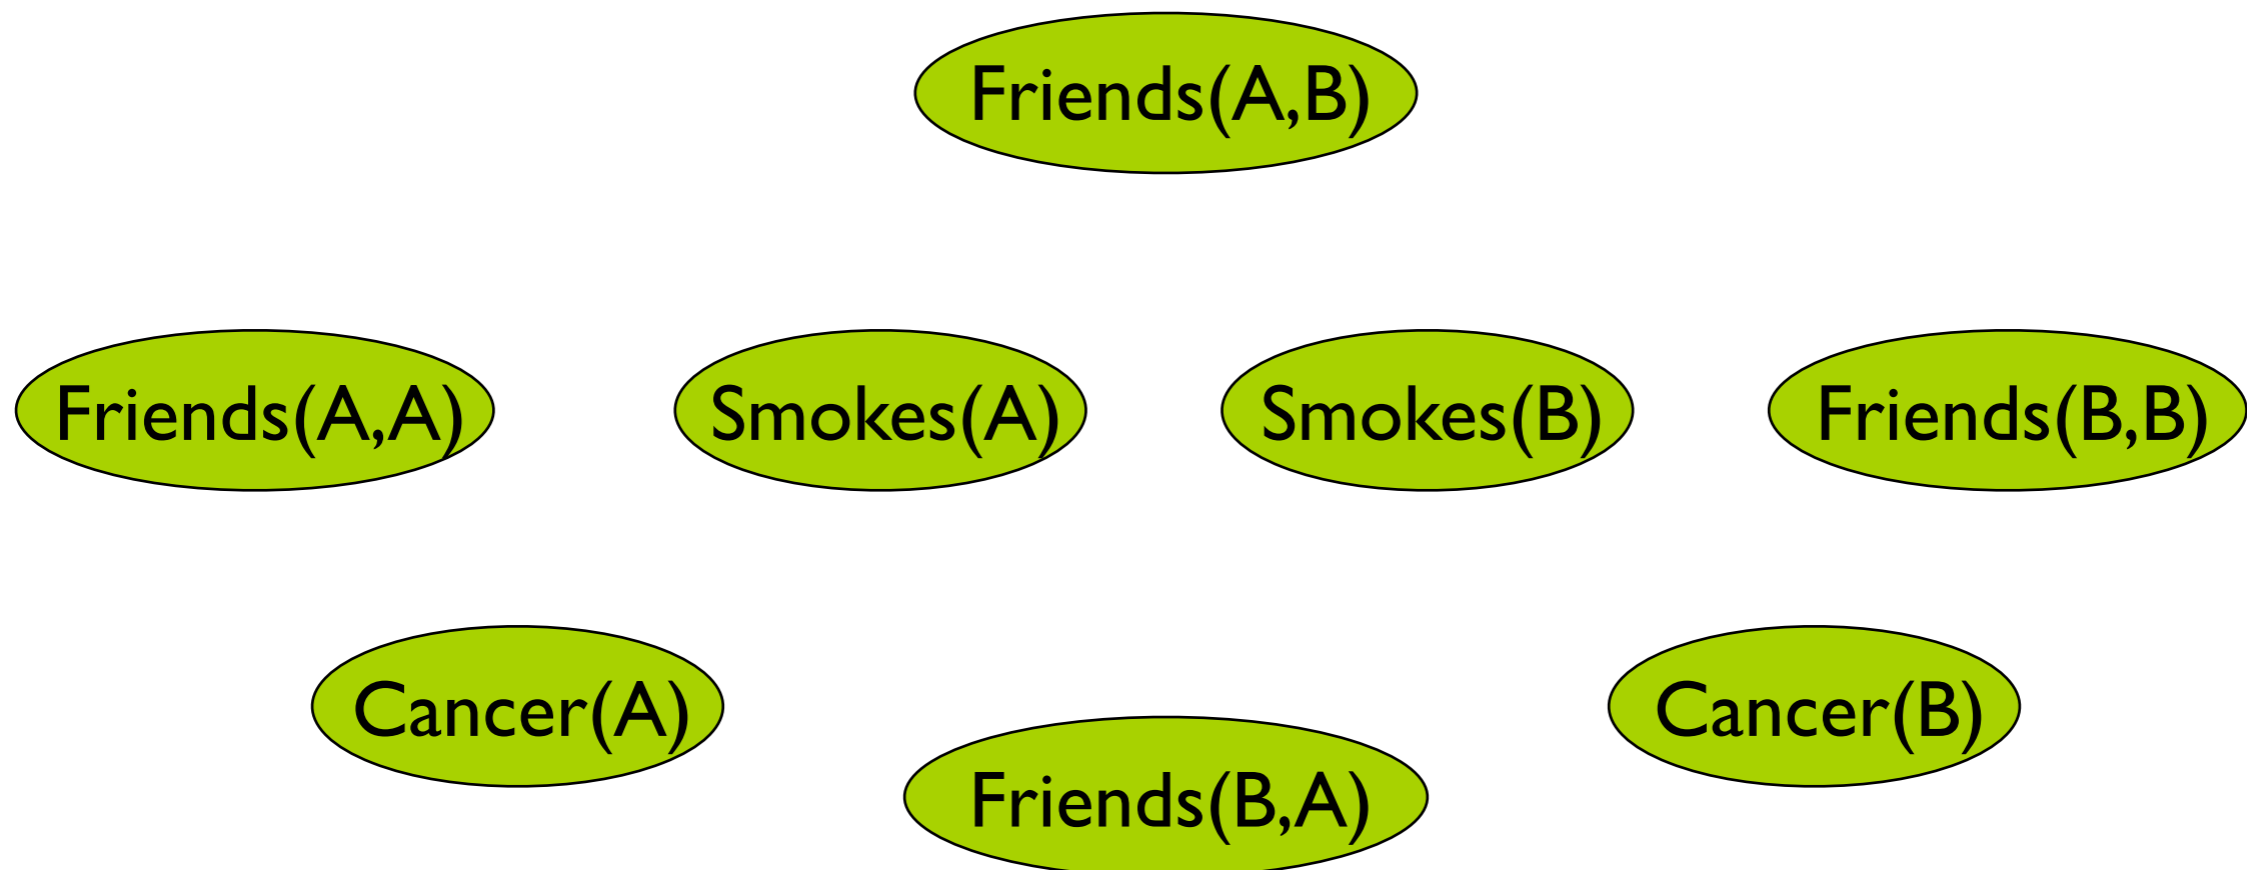 Friends(A,B)
Friends(A,A)
Smokes(A)
Smokes(B)
Friends(B,B)
Cancer(A)
Cancer(B)
Friends(B,A)